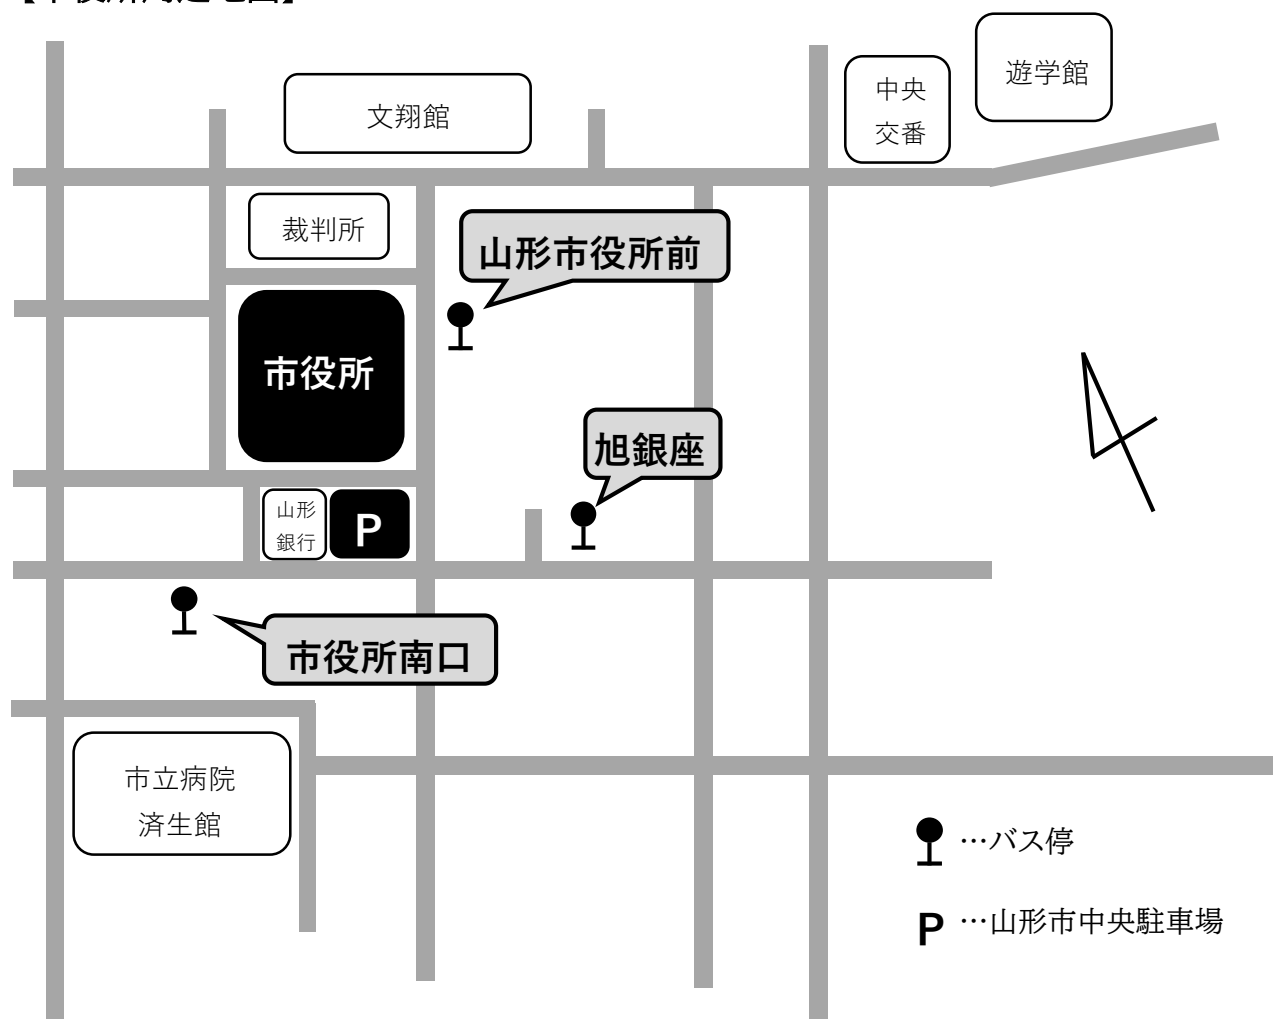 遊学館
中央
交番
文翔館
裁判所
山形市役所前
市役所
旭銀座
山形
銀行
P
市役所南口
市立病院
済生館
…バス停
P …山形市中央駐車場